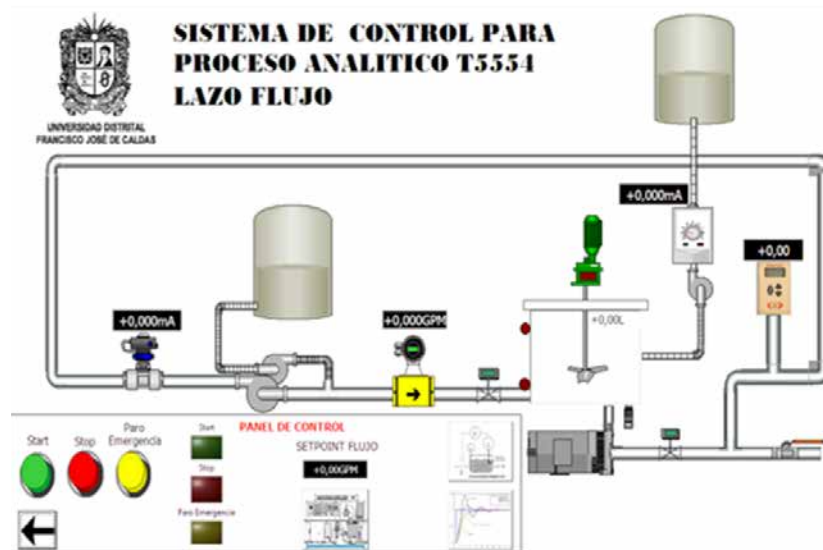 SISTEMA DE CONTROL PARA
PROCESO ANALITICO T5554
LAZO FLUJO
UNIVERSIDAD DISTRITAL
FRANCISCO JOSÉ DE CALDAS
+0,000mA
+0,00
+0,000mA
+0,000GPM
+0,00L
Start
Stop
Paro
Emergencia
Start
Stop
Paro Emergencia
PANEL DE CONTROL
SETPOINT FLUJO
+0,00GPM